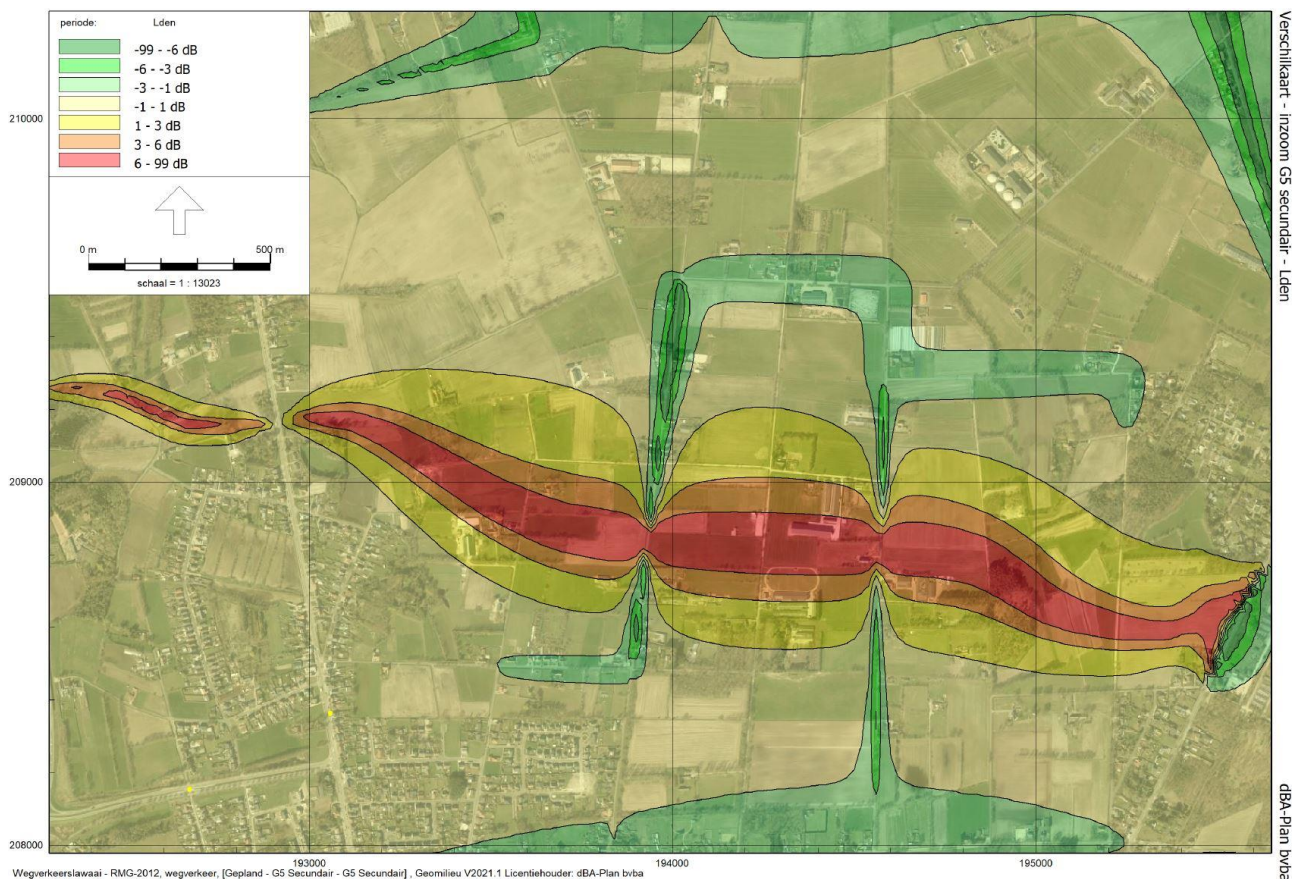 periode: Lden
-99 - -6 dB
-6 - -3 dB
-3 - -1 dB
-1 - 1 dB
1 - 3 dB
3 - 6 dB
6 - 99 dB
0 m 500 m
schaal = 1 : 13023
210000
209000
208000
193000 194000 195000
Verschilkaart - inzoom G5 secundair - Lden
dBA-Plan bvba
Wegverkeerslawaai - RMG-2012, wegverkeer, [Gepland - G5 Secundair - G5 Secundair] , Geomilieu V2021.1 Licentiehouder: dBA-Plan bvba